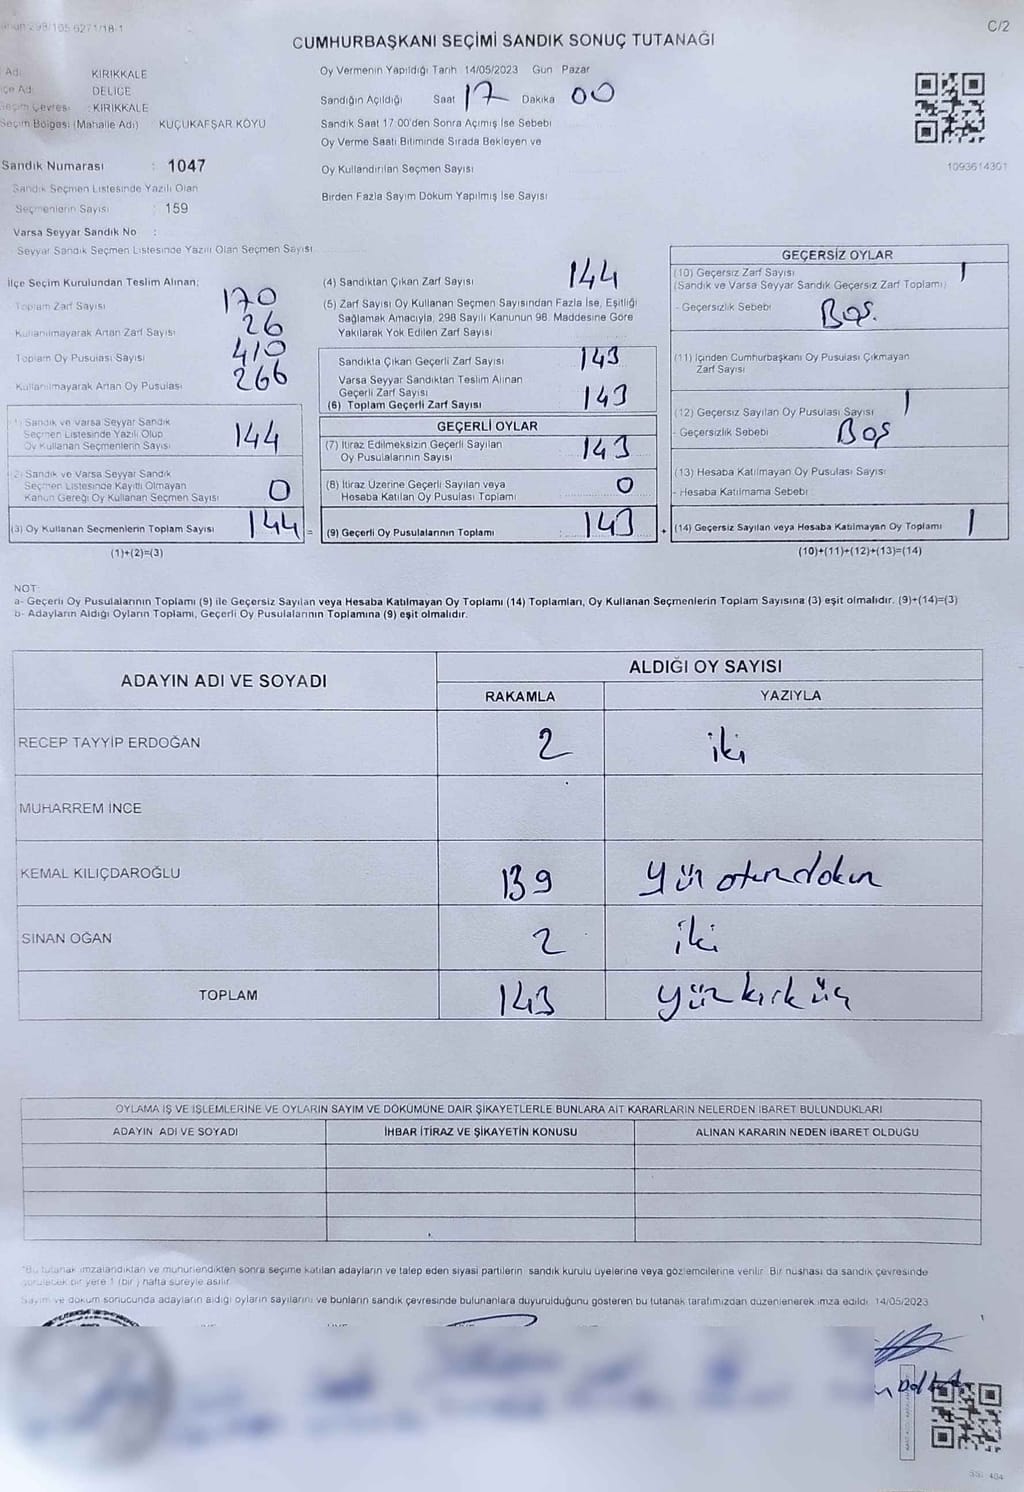 C/2
CUMHURBAŞKANI SEÇİMİ SANDIK SONUÇ TUTANAĞI
Adı KIRIKKALE
çe Ad DELİCE
Seçim Çevresi : KIRIKKALE
Seçim Bölgesi (Mahalle Adı) KÜÇÜKAFŞAR KÖYÜ
Sandık Numarası : 1047
Sandık Seçmen Listesinde Yazılı Olan
Seçmenlerin Sayısı : 159
Varsa Seyyar Sandık No :
Seyyar Sandık Seçmen Listesinde Yazılı Olan Seçmen Sayısı
Oy Vermenin Yapıldığı Tarih 14/05/2023 Gün Pazar
Sandığın Açıldığı Saat 17 Dakika 00
Sandık Saat 17:00'den Sonra Açımış İse Sebebi
Oy Verme Saati Bitiminde Sırada Bekleyen ve
Oy Kullandırılan Seçmen Sayısı
Birden Fazla Sayım Döküm Yapılmış İse Sayısı
1093614301
İlçe Seçim Kurulundan Teslim Alınan;
Toplam Zarf Sayısı 170
Kullanılmayarak Artan Zarf Sayısı 26
Toplam Oy Pusulası Sayısı 410
Kullanılmayarak Artan Oy Pusulası 266
(1) Sandık ve Varsa Seyyar Sandık
Seçmen Listesinde Yazılı Olup
Oy Kullanan Seçmenlerin Sayısı 144
(2) Sandık ve Varsa Seyyar Sandık
Seçmen Listesinde Kayıtlı Olmayan
Kanun Gereği Oy Kullanan Seçmen Sayısı 0
(3) Oy Kullanan Seçmenlerin Toplam Sayısı 144 =
(1)+(2)=(3)
(4) Sandıktan Çıkan Zarf Sayısı 144
(5) Zarf Sayısı Oy Kullanan Seçmen Sayısından Fazla İse, Eşitliği
Sağlamak Amacıyla, 298 Sayılı Kanunun 98. Maddesine Göre
Yakılarak Yok Edilen Zarf Sayısı
Sandıkta Çıkan Geçerli Zarf Sayısı 143
Varsa Seyyar Sandıktan Teslim Alınan
Geçerli Zarf Sayısı
(6) Toplam Geçerli Zarf Sayısı 143
GEÇERLİ OYLAR
(7) İtiraz Edilmeksizin Geçerli Sayılan
Oy Pusulalarının Sayısı 143
(8) İtiraz Üzerine Geçerli Sayılan veya
Hesaba Katılan Oy Pusulası Toplamı 0
(9) Geçerli Oy Pusulalarının Toplamı 143 +
GEÇERSİZ OYLAR
(10) Geçersiz Zarf Sayısı 1
(Sandık ve Varsa Seyyar Sandık Geçersiz Zarf Toplamı)
- Geçersizlik Sebebi Boş.
(11) İçinden Cumhurbaşkanı Oy Pusulası Çıkmayan
Zarf Sayısı
(12) Geçersiz Sayılan Oy Pusulası Sayısı 1
- Geçersizlik Sebebi Boş
(13) Hesaba Katılmayan Oy Pusulası Sayısı
- Hesaba Katılmama Sebebi
(14) Geçersiz Sayılan veya Hesaba Katılmayan Oy Toplamı 1
(10)+(11)+(12)+(13)=(14)
NOT:
a- Geçerli Oy Pusulalarının Toplamı (9) ile Geçersiz Sayılan veya Hesaba Katılmayan Oy Toplamı (14) Toplamları, Oy Kullanan Seçmenlerin Toplam Sayısına (3) eşit olmalıdır. (9)+(14)=(3)
b- Adayların Aldığı Oyların Toplamı, Geçerli Oy Pusulalarının Toplamına (9) eşit olmalıdır.
ADAYIN ADI VE SOYADI
ALDIĞI OY SAYISI
RAKAMLA YAZIYLA
RECEP TAYYİP ERDOĞAN 2 iki
MUHARREM İNCE
KEMAL KILIÇDAROĞLU 139 yüz otuzdokuz
SİNAN OĞAN 2 iki
TOPLAM 143 yüzkırküç
OYLAMA İŞ VE İŞLEMLERİNE VE OYLARIN SAYIM VE DÖKÜMÜNE DAİR ŞİKAYETLERLE BUNLARA AİT KARARLARIN NELERDEN İBARET BULUNDUKLARI
ADAYIN ADI VE SOYADI İHBAR İTİRAZ VE ŞİKAYETİN KONUSU ALINAN KARARIN NEDEN İBARET OLDUĞU
*Bu tutanak imzalandıktan ve mühürlendikten sonra seçime katılan adayların ve talep eden siyasi partilerin sandık kurulu üyelerine veya gözlemcilerine verilir. Bir nüshası da sandık çevresinde
görülecek bir yere 1 (bir) hafta süreyle asılır.
Sayım ve döküm sonucunda adayların aldığı oyların sayılarını ve bunların sandık çevresinde bulunanlara duyurulduğunu gösteren bu tutanak tarafımızdan düzenlenerek imza edildi. 14/05/2023